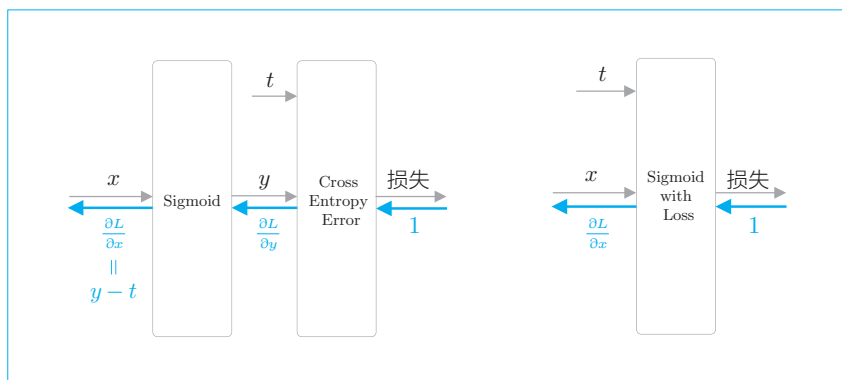 t
x
Sigmoid
y
Cross
Entropy
Error
损失
∂L/∂x
=
y − t
∂L/∂y
1
t
x
Sigmoid
with
Loss
损失
∂L/∂x
1